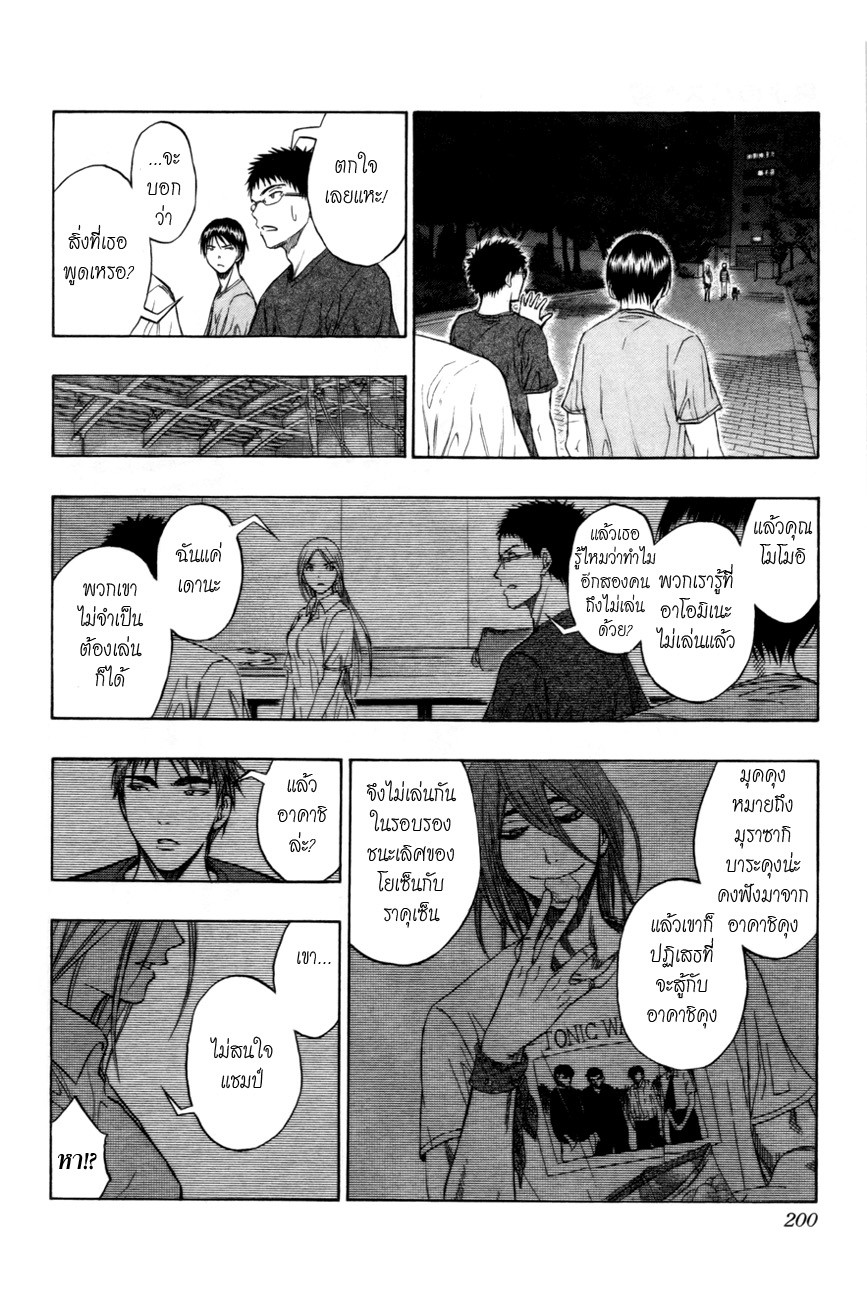 ตกใจ
เลยแหะ!
...จะ
บอก
ว่า
สิ่งที่เธอ
พูดเหรอ?
แล้วคุณ
โมโมอิ
พวกเรารู้ที่
อาโอมิเนะ
ไม่เล่นแล้ว
แล้วเธอ
รู้ไหมว่าทำไม
อีกสองคน
ถึงไม่เล่น
ด้วย?
ฉันแค่
เดานะ
พวกเขา
ไม่จำเป็น
ต้องเล่น
ก็ได้
มุคคุง
หมายถึง
มุราซากิ
บาระคุงน่ะ
คงฟังมาจาก
อาคาชิคุง
แล้วเขาก็
ปฏิเสธที่
จะสู้กับ
อาคาชิคุง
จึงไม่เล่นกัน
ในรอบรอง
ชนะเลิศของ
โยเซ็นกับ
ราคุเซ็น
TONIC WA
แล้ว
อาคาชิ
ล่ะ?
เขา...
ไม่สนใจ
แชมป์
หา!?
200